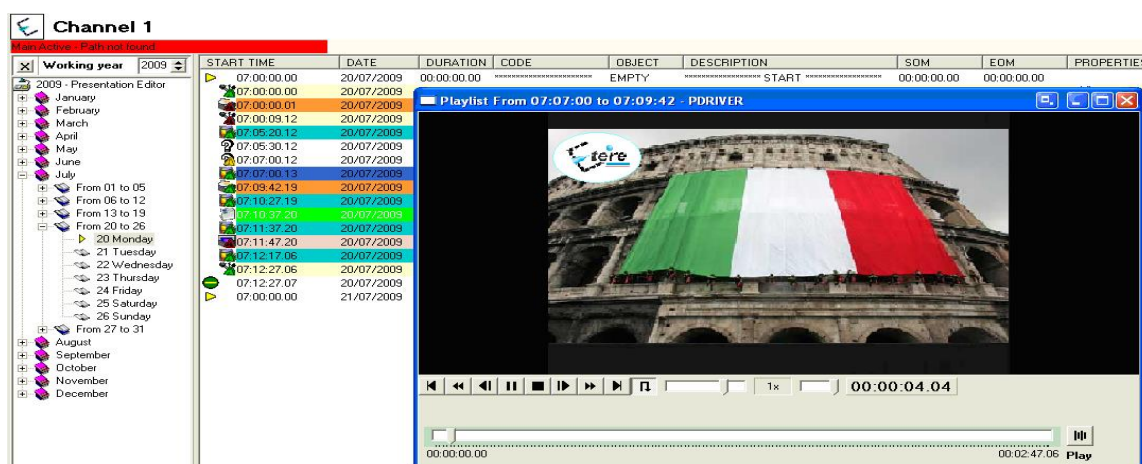 Channel 1
Main Active - Path not found
Working year 2009
START TIME DATE DURATION CODE OBJECT DESCRIPTION SOM EOM PROPERTIES
2009 - Presentation Editor
January
February
March
April
May
June
July
From 01 to 05
From 06 to 12
From 13 to 19
From 20 to 26
20 Monday
21 Tuesday
22 Wednesday
23 Thursday
24 Friday
25 Saturday
26 Sunday
From 27 to 31
August
September
October
November
December
07:00:00.00 20/07/2009 00:00:00.00 ******************** EMPTY ******************** START ******************** 00:00:00.00 00:00:00.00
07:00:00.00 20/07/2009
07:00:00.01 20/07/2009
07:00:09.12 20/07/2009
07:05:20.12 20/07/2009
07:05:30.12 20/07/2009
07:07:00.12 20/07/2009
07:07:00.13 20/07/2009
07:09:42.19 20/07/2009
07:10:27.19 20/07/2009
07:10:37.20 20/07/2009
07:11:37.20 20/07/2009
07:11:47.20 20/07/2009
07:12:17.06 20/07/2009
07:12:27.06 20/07/2009
07:12:27.07 20/07/2009
07:00:00.00 21/07/2009
Playlist From 07:07:00 to 07:09:42 - PDRIVER
etere
1x 00:00:04.04
00:00:00.00 00:02:47.06 Play